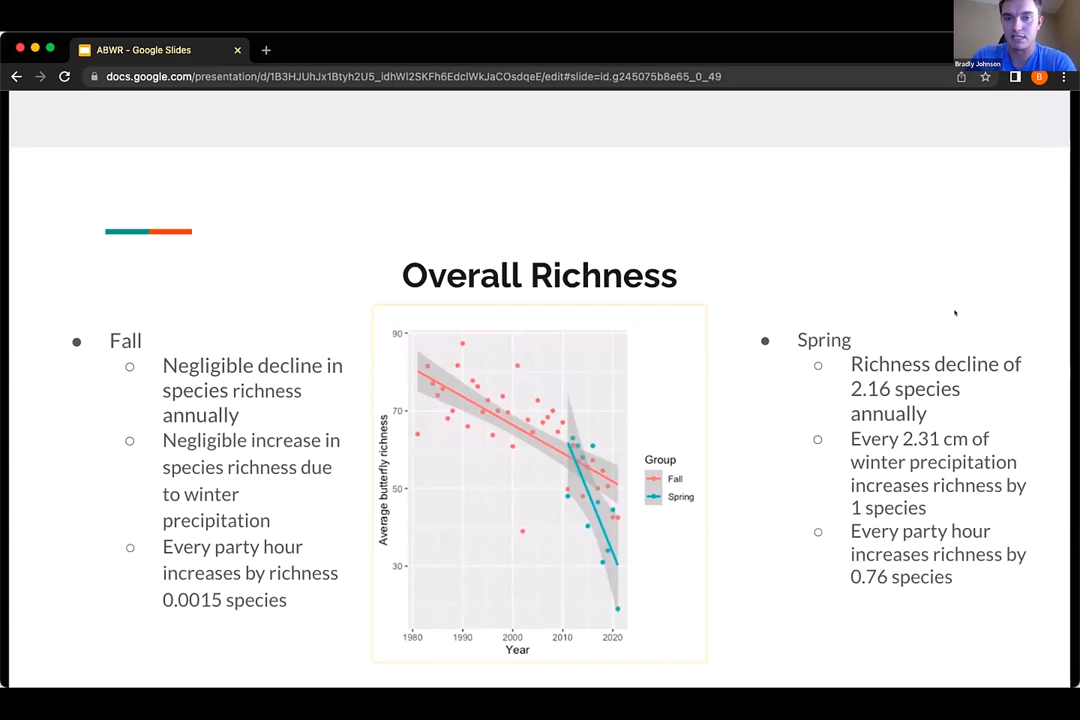 ABWR - Google Slides
docs.google.com/presentation/d/1B3HJUhJx1Btyh2U5_idhWI2SKFh6EdclWkJaCOsdqeE/edit#slide=id.g245075b8e65_0_49
B
Bradly Johnson
Overall Richness
Fall
Negligible decline in
species richness
annually
Negligible increase in
species richness due
to winter
precipitation
Every party hour
increases by richness
0.0015 species
90
70
50
30
Average butterfly richness
1980 1990 2000 2010 2020
Year
Group
Fall
Spring
Spring
Richness decline of
2.16 species
annually
Every 2.31 cm of
winter precipitation
increases richness by
1 species
Every party hour
increases richness by
0.76 species